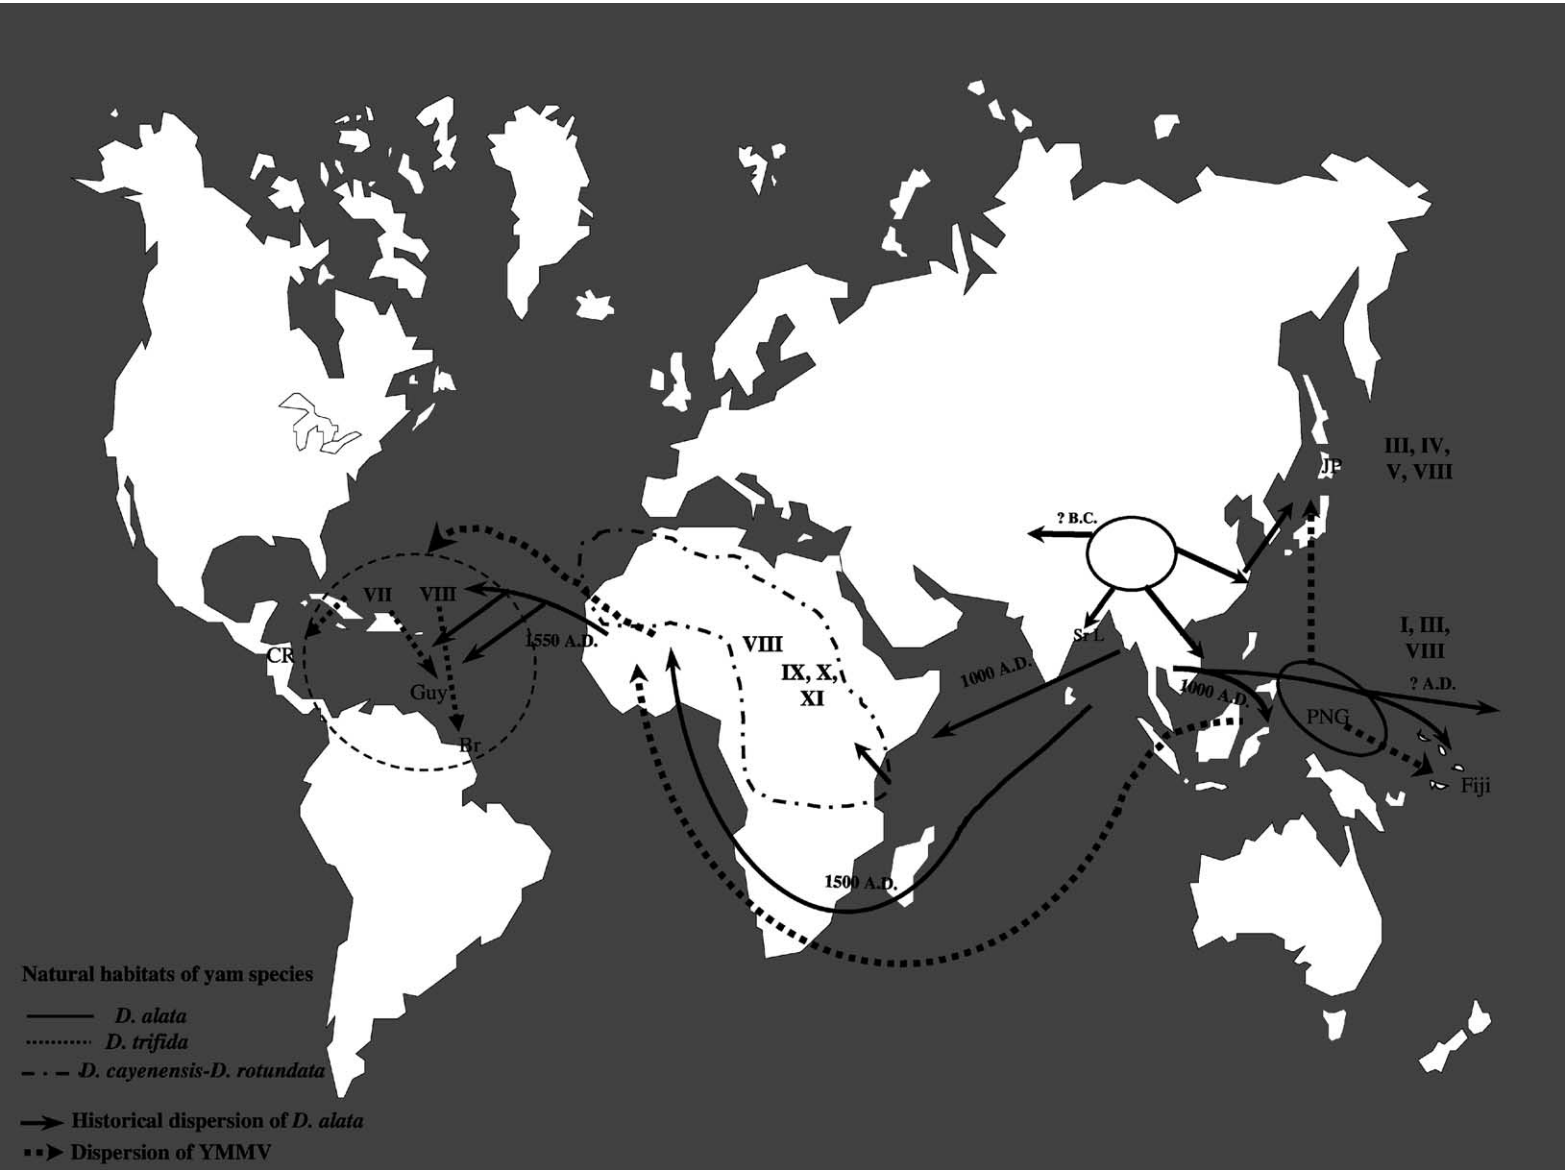 III, IV,
V, VIII
JP
? B.C.
VII
VIII
I, III,
VIII
1550 A.D.
Sr L
VIII
CR
IX, X,
XI
1000 A.D.
1000 A.D.
? A.D.
Guy
PNG
Br
Fiji
1500 A.D.
Natural habitats of yam species
D. alata
D. trifida
D. cayenensis-D. rotundata
Historical dispersion of D. alata
Dispersion of YMMV